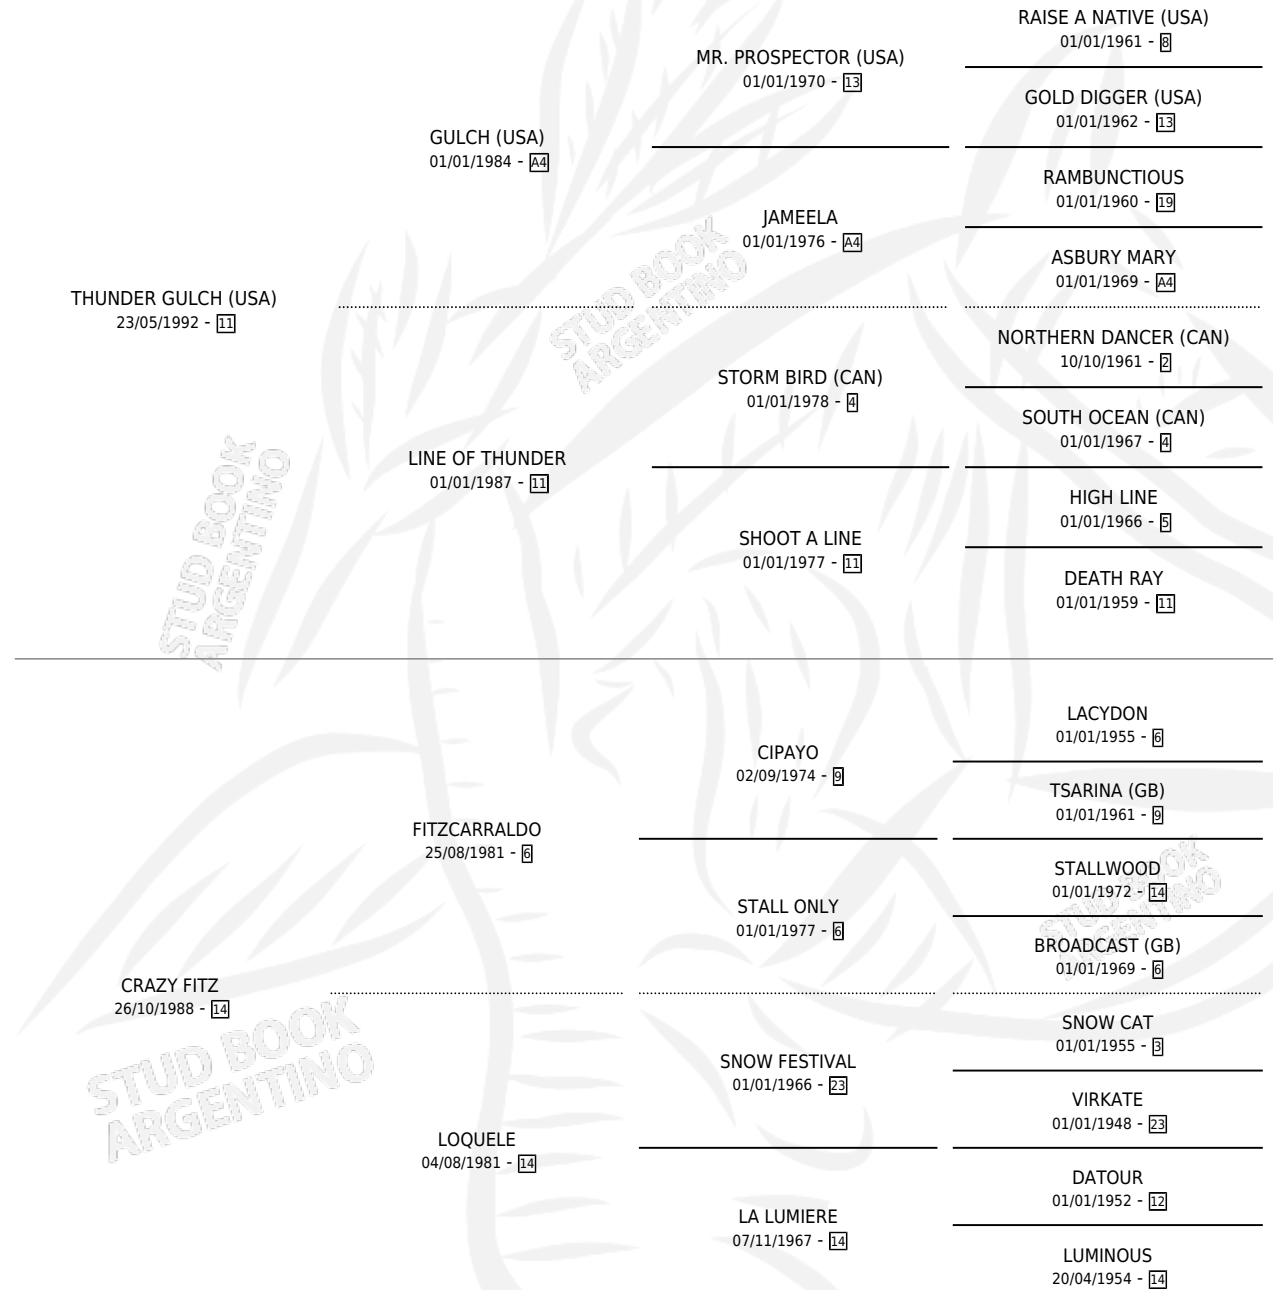 RAISE A NATIVE (USA)
01/01/1961 - 8
MR. PROSPECTOR (USA)
01/01/1970 - 13
GOLD DIGGER (USA)
01/01/1962 - 13
GULCH (USA)
01/01/1984 - A4
RAMBUNCTIOUS
01/01/1960 - 19
JAMEELA
01/01/1976 - A4
ASBURY MARY
01/01/1969 - A4
THUNDER GULCH (USA)
23/05/1992 - 11
NORTHERN DANCER (CAN)
10/10/1961 - 2
STORM BIRD (CAN)
01/01/1978 - 4
SOUTH OCEAN (CAN)
01/01/1967 - 4
LINE OF THUNDER
01/01/1987 - 11
HIGH LINE
01/01/1966 - 5
SHOOT A LINE
01/01/1977 - 11
DEATH RAY
01/01/1959 - 11
LACYDON
01/01/1955 - 6
CIPAYO
02/09/1974 - 9
TSARINA (GB)
01/01/1961 - 9
FITZCARRALDO
25/08/1981 - 6
STALLWOOD
01/01/1972 - 14
STALL ONLY
01/01/1977 - 6
BROADCAST (GB)
01/01/1969 - 6
CRAZY FITZ
26/10/1988 - 14
SNOW CAT
01/01/1955 - 3
SNOW FESTIVAL
01/01/1966 - 23
VIRKATE
01/01/1948 - 23
LOQUELE
04/08/1981 - 14
DATOUR
01/01/1952 - 12
LA LUMIERE
07/11/1967 - 14
LUMINOUS
20/04/1954 - 14
STUD BOOK
ARGENTINO
STUD BOOK
ARGENTINO
STUD BOOK
ARGENTINO
STUD BOOK
ARGENTINO